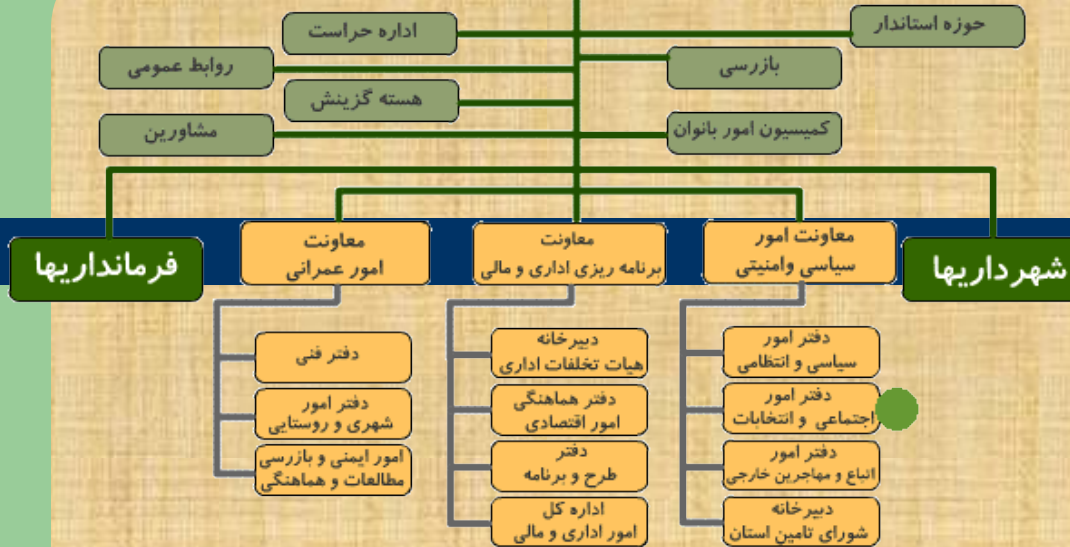 حوزه استاندار
اداره حراست
بازرسی
روابط عمومی
هسته گزینش
کمیسیون امور بانوان
مشاورین
شهرداریها
معاونت امور
سیاسی وامنیتی
معاونت
برنامه ریزی اداری و مالی
معاونت
امور عمرانی
فرمانداریها
دفتر امور
سیاسی و انتظامی
دفتر امور
اجتماعی و انتخابات
دفتر امور
اتباع و مهاجرین خارجی
دبیرخانه
شورای تامین استان
دبیرخانه
هیات تخلفات اداری
دفتر هماهنگی
امور اقتصادی
دفتر
طرح و برنامه
اداره کل
امور اداری و مالی
دفتر فنی
دفتر امور
شهری و روستایی
امور ایمنی و بازرسی
مطالعات و هماهنگی